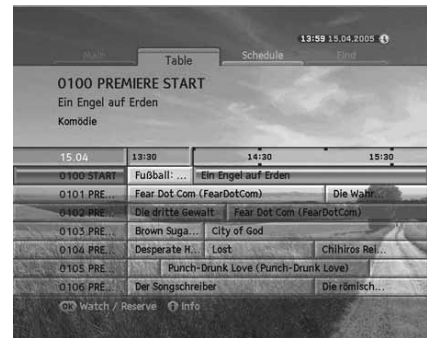 13:59 15.04.2005
Main Table Schedule Find
0100 PREMIERE START
Ein Engel auf Erden
Komödie
15.04 13:30 14:30 15:30
0100 START Fußball: ... Ein Engel auf Erden
0101 PRE... Fear Dot Com (FearDotCom) Die Wahr...
0102 PRE... Die dritte Gewalt Fear Dot Com (FearDotCom)
0103 PRE... Brown Suga... City of God
0104 PRE... Desperate H... Lost Chihiros Rei...
0105 PRE... Punch-Drunk Love (Punch-Drunk Love)
0106 PRE... Der Songschreiber Die römisch...
OK Watch / Reserve i Info